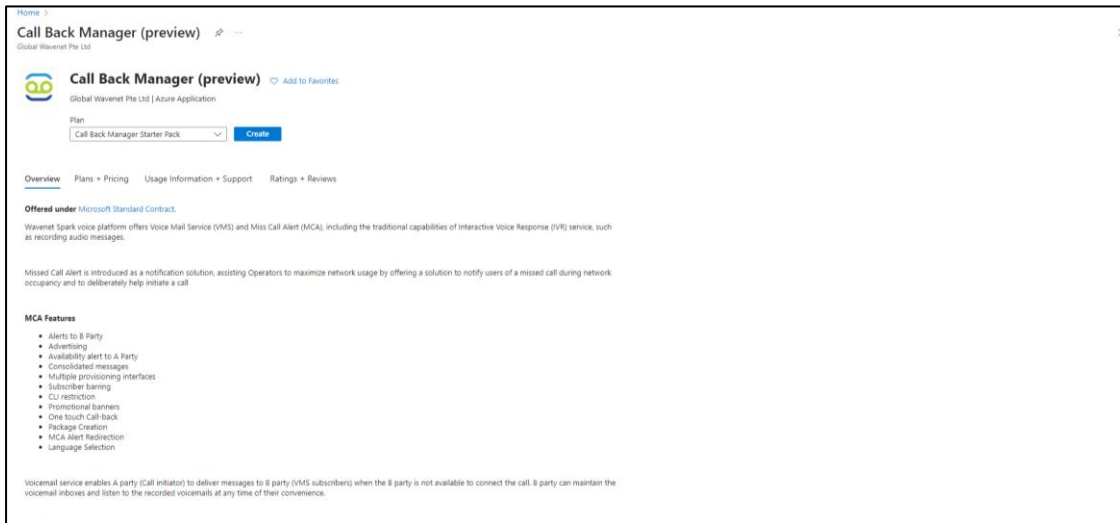 Home >
Call Back Manager (preview) ...
Global Wavenet Pte Ltd
Call Back Manager (preview) Add to Favorites
Global Wavenet Pte Ltd | Azure Application
Plan
Call Back Manager Starter Pack Create
Overview Plans + Pricing Usage Information + Support Ratings + Reviews
Offered under Microsoft Standard Contract.
Wavenet Spark voice platform offers Voice Mail Service (VMS) and Miss Call Alert (MCA), including the traditional capabilities of Interactive Voice Response (IVR) service, such
as recording audio messages.
Missed Call Alert is introduced as a notification solution, assisting Operators to maximize network usage by offering a solution to notify users of a missed call during network
occupancy and to deliberately help initiate a call
MCA Features
• Alerts to B Party
• Advertising
• Availability alert to A Party
• Consolidated messages
• Multiple provisioning interfaces
• Subscriber barring
• CLI restriction
• Promotional banners
• One touch Call-back
• Package Creation
• MCA Alert Redirection
• Language Selection
Voicemail service enables A party (Call initiator) to deliver messages to B party (VMS subscribers) when the B party is not available to connect the call. B party can maintain the
voicemail inboxes and listen to the recorded voicemails at any time of their convenience.